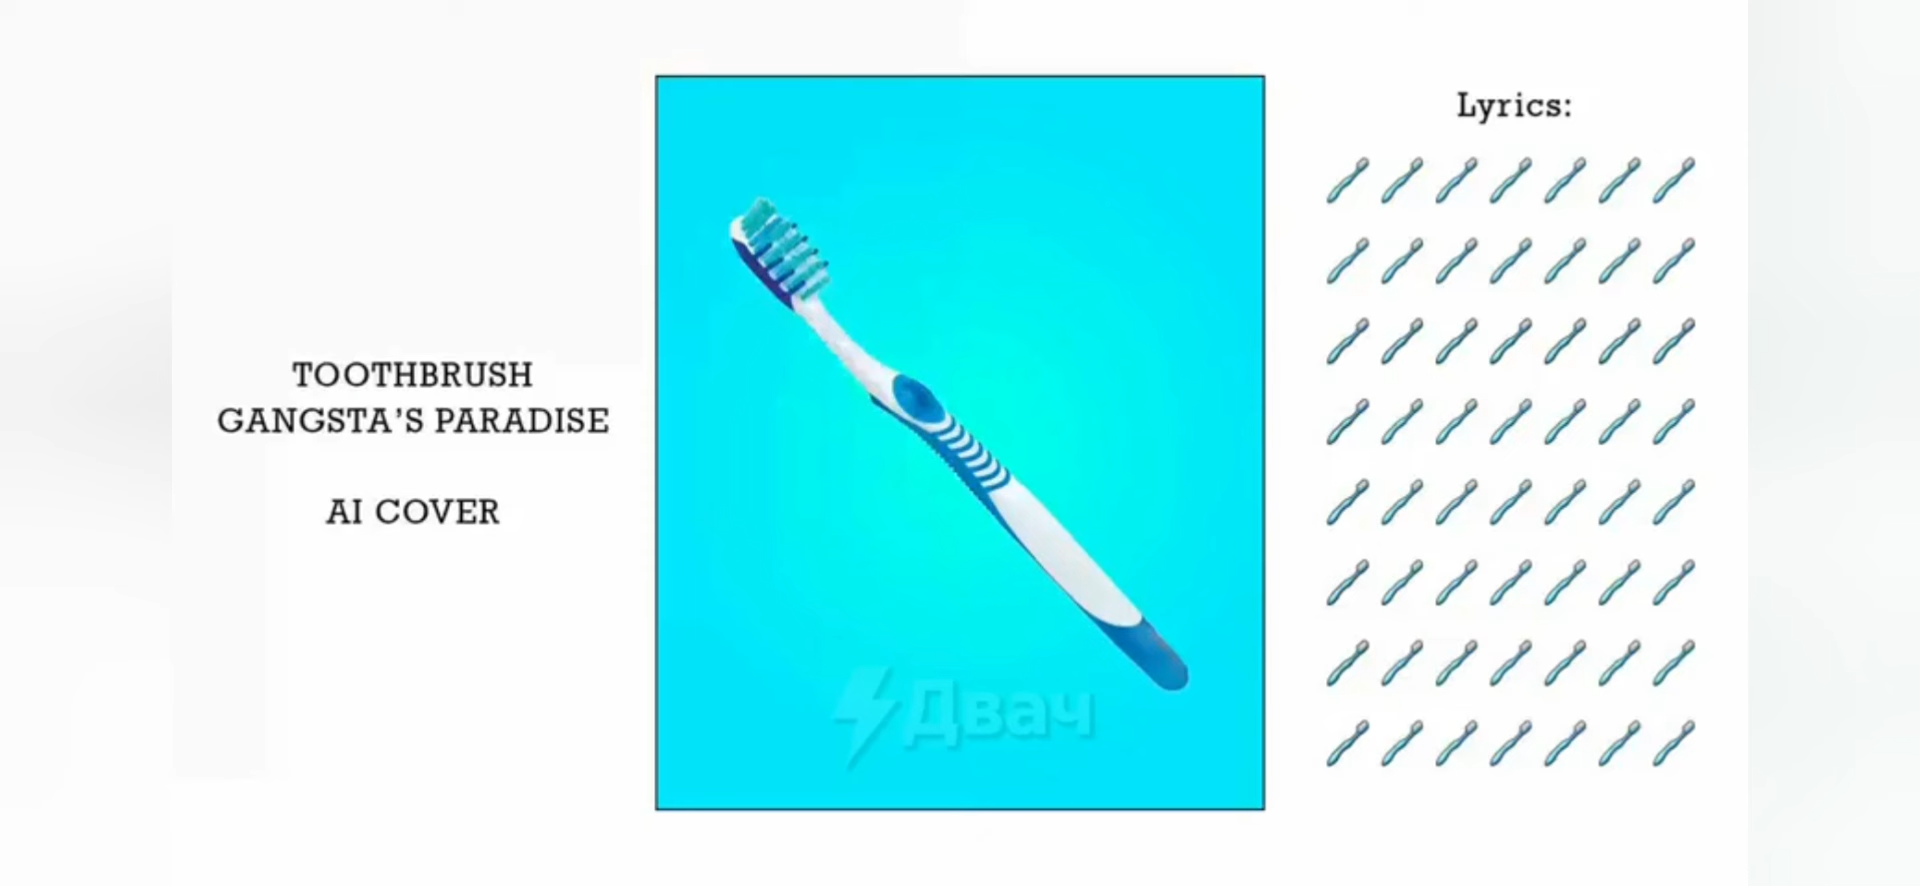 TOOTHBRUSH
GANGSTA'S PARADISE
AI COVER
Двач
Lyrics: